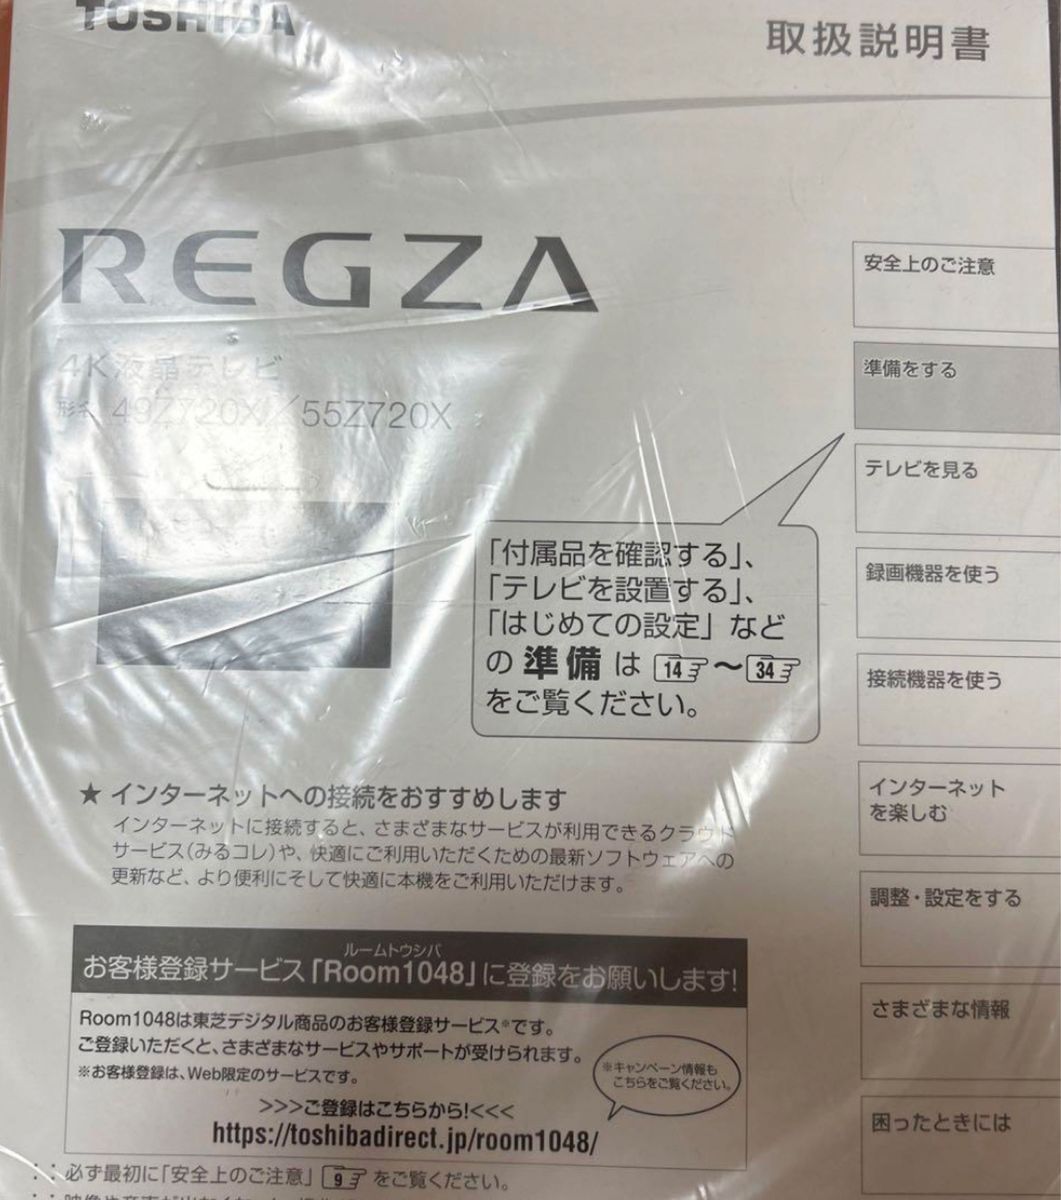 TOSHIBA
取扱説明書
REGZA
4K液晶テレビ
形名 49Z720X／55Z720X
安全上のご注意
準備をする
テレビを見る
録画機器を使う
接続機器を使う
インターネット
を楽しむ
調整・設定をする
さまざまな情報
困ったときには
「付属品を確認する」、
「テレビを設置する」、
「はじめての設定」など
の 準備 は 14 〜 34
をご覧ください。
★ インターネットへの接続をおすすめします
インターネットに接続すると、さまざまなサービスが利用できるクラウド
サービス（みるコレ）や、快適にご利用いただくための最新ソフトウェアへの
更新など、より便利にそして快適に本機をご利用いただけます。
ルームトウシバ
お客様登録サービス「Room1048」に登録をお願いします!
Room1048は東芝デジタル商品のお客様登録サービス※です。
ご登録いただくと、さまざまなサービスやサポートが受けられます。
※お客様登録は、Web限定のサービスです。
※キャンペーン情報も
こちらをご覧ください。
>>>ご登録はこちらから!<<<
https://toshibadirect.jp/room1048/
必ず最初に「安全上のご注意」 9 をご覧ください。